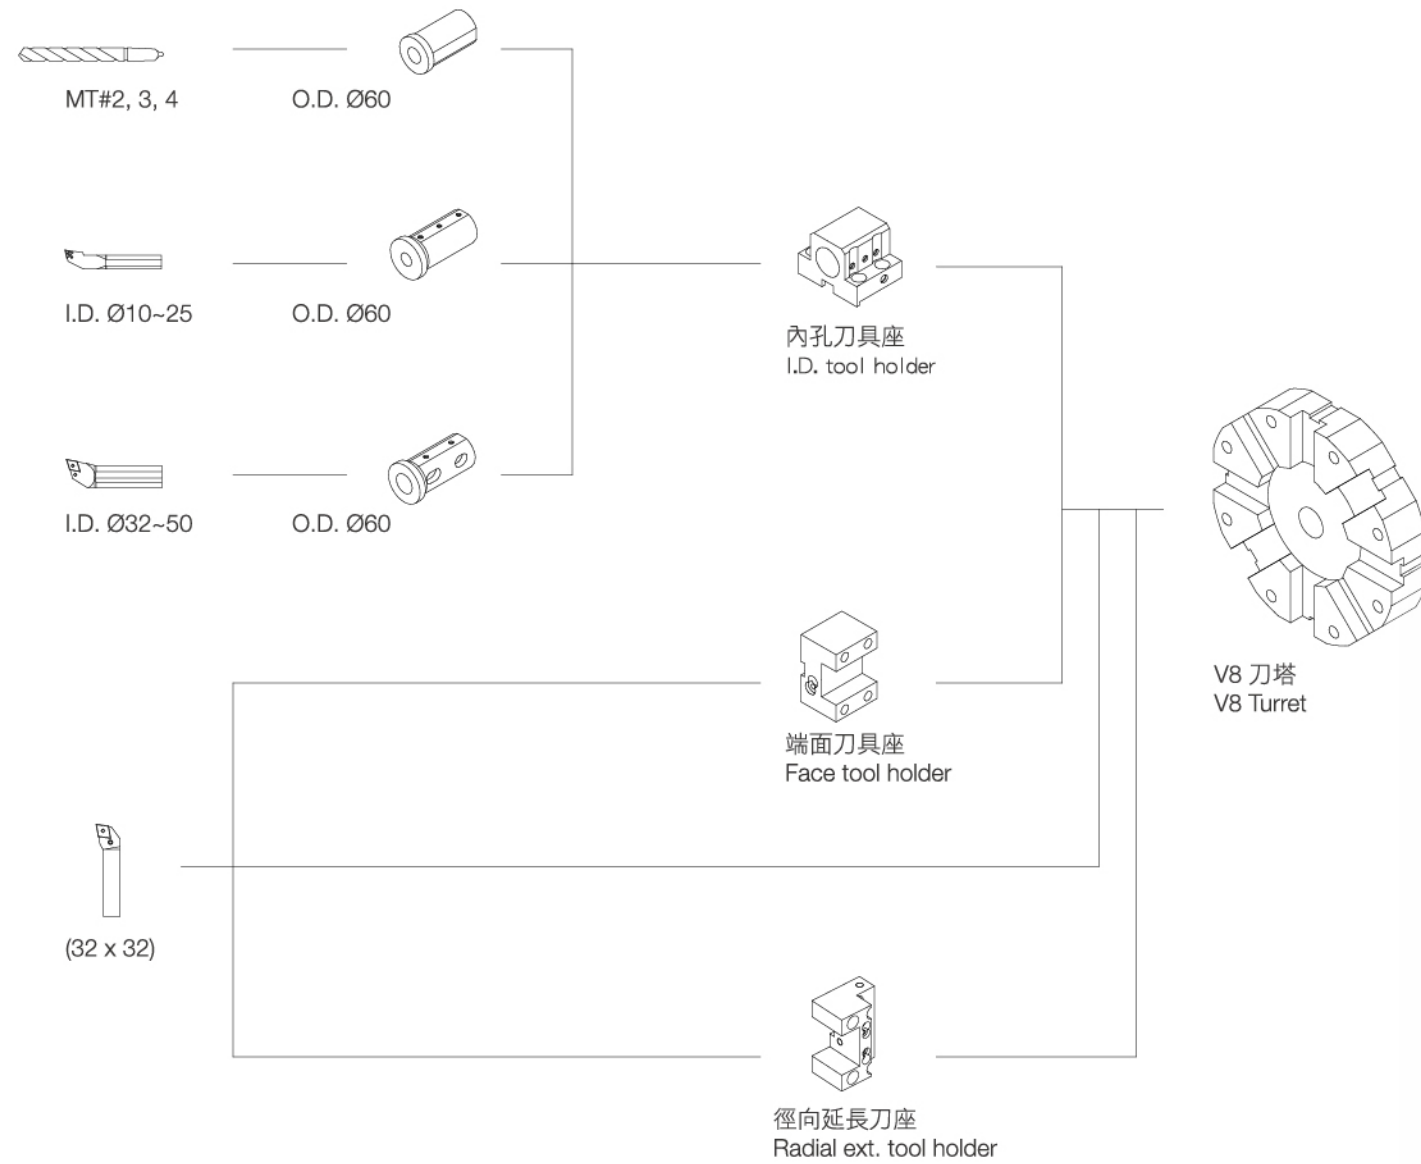 MT#2, 3, 4
O.D. Ø60
I.D. Ø10~25
O.D. Ø60
內孔刀具座
I.D. tool holder
I.D. Ø32~50
O.D. Ø60
V8 刀塔
V8 Turret
端面刀具座
Face tool holder
(32 x 32)
徑向延長刀座
Radial ext. tool holder